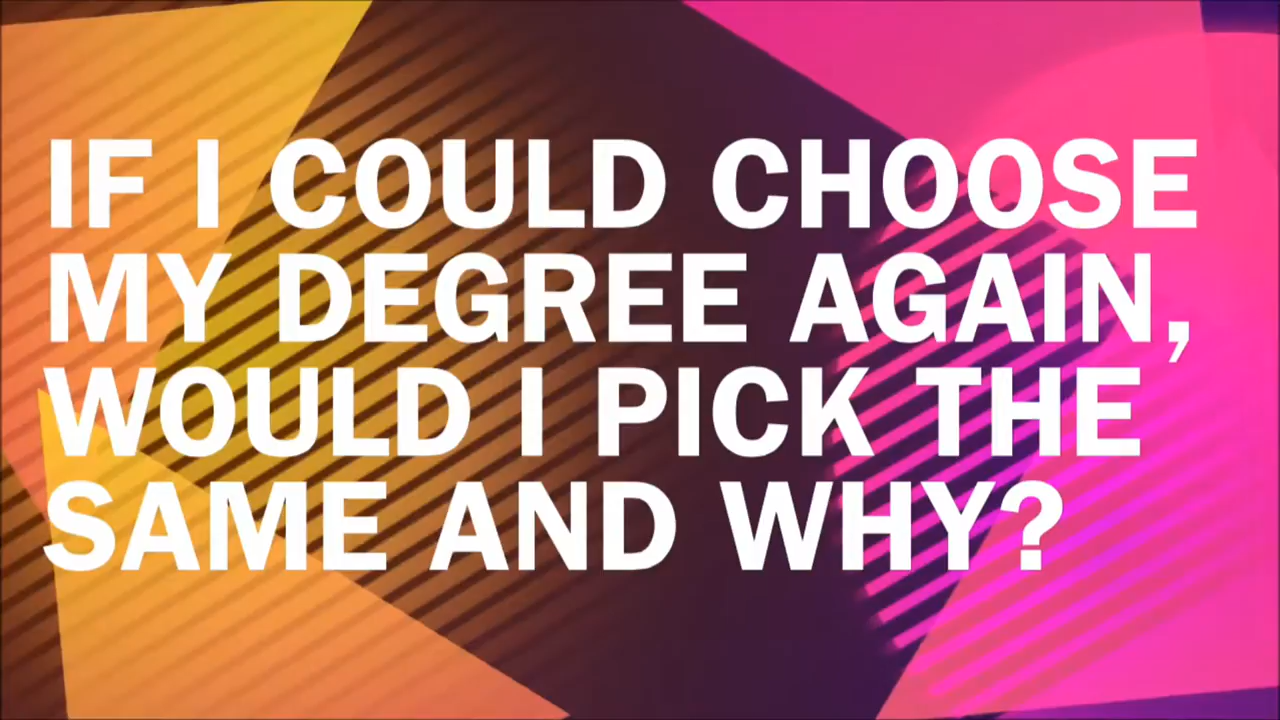 IF I COULD CHOOSE
MY DEGREE AGAIN,
WOULD I PICK THE
SAME AND WHY?